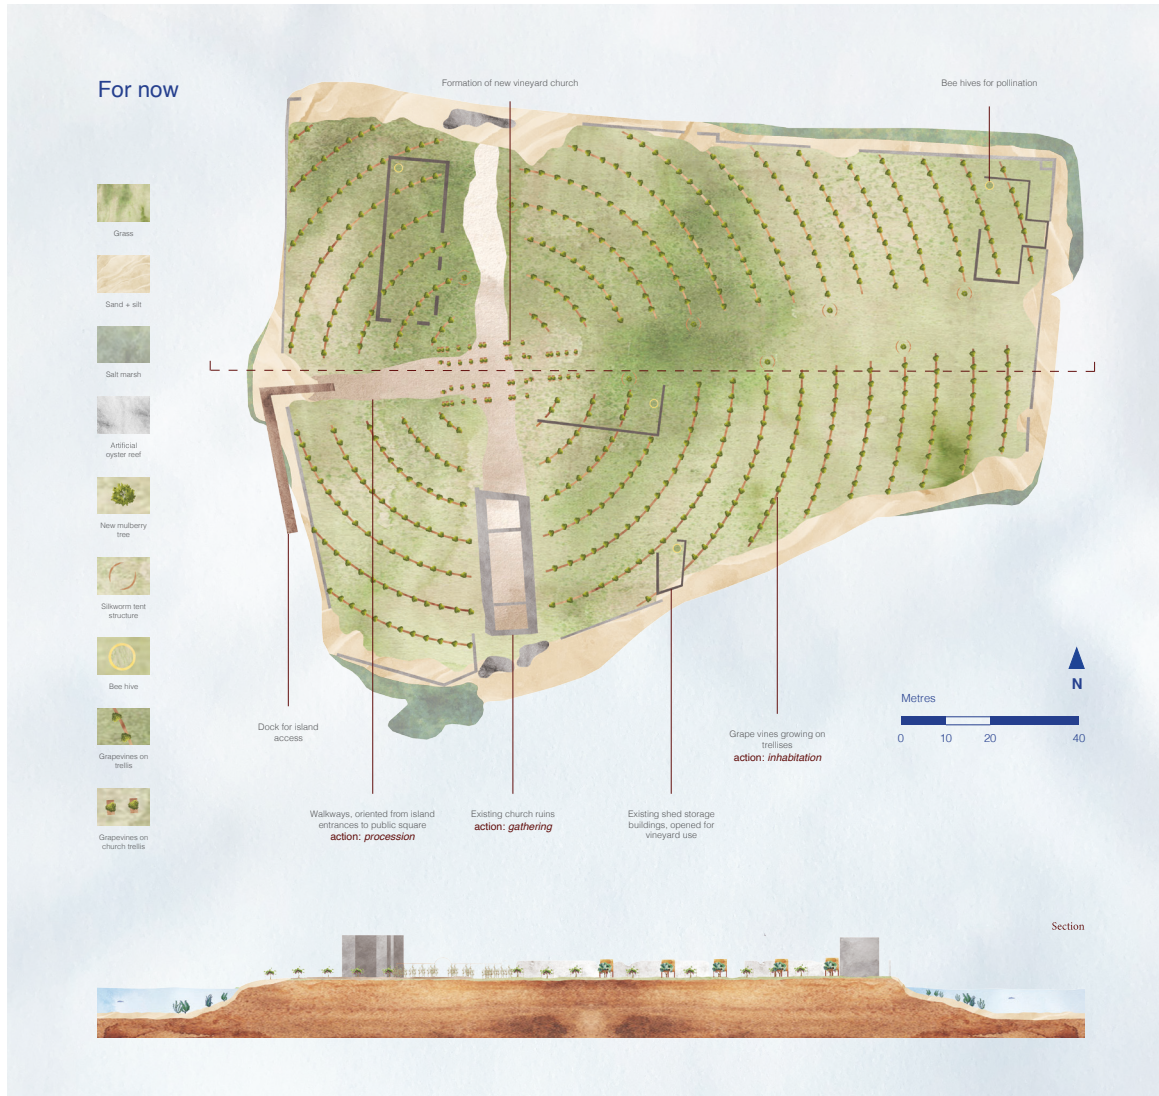 For now
Formation of new vineyard church
Bee hives for pollination
Grass
Sand + silt
Salt marsh
Artificial
oyster reef
New mulberry
tree
Silkworm tent
structure
Bee hive
Grapevines on
trellis
Grapevines on
church trellis
Dock for island
access
Walkways, oriented from island
entrances to public square
action: procession
Existing church ruins
action: gathering
Existing shed storage
buildings, opened for
vineyard use
Grape vines growing on
trellises
action: inhabitation
N
Metres
0 10 20 40
Section